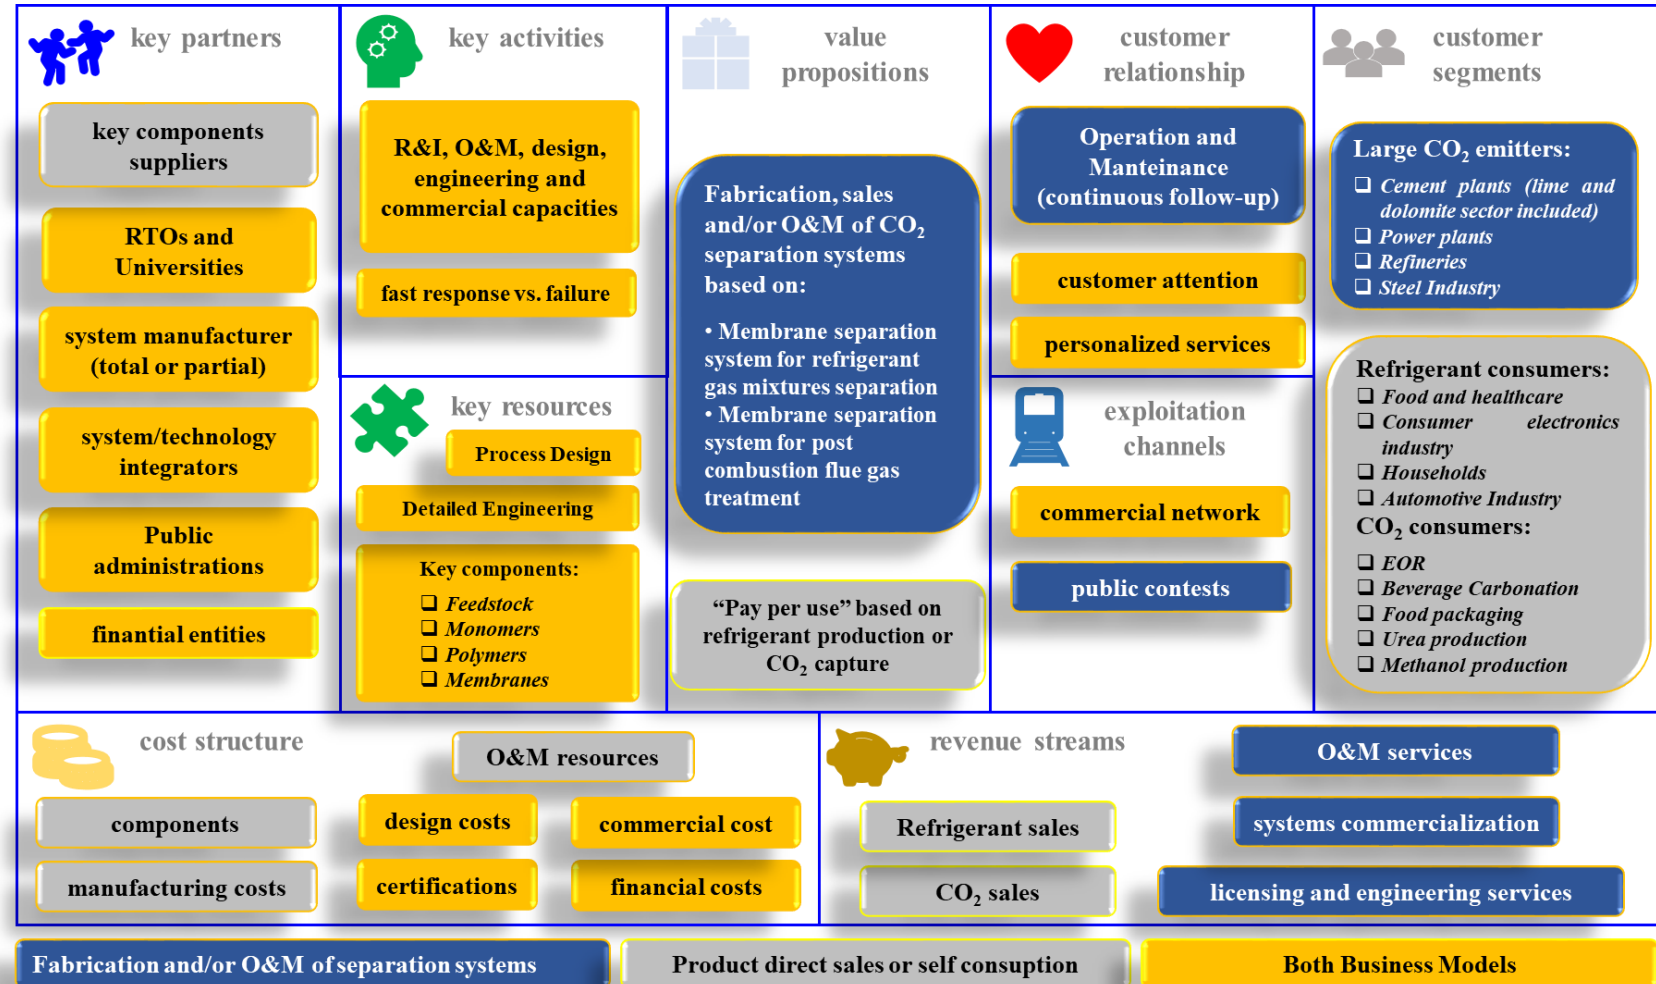 key partners
key components
suppliers
RTOs and
Universities
system manufacturer
(total or partial)
system/technology
integrators
Public
administrations
finantial entities
key activities
R&I, O&M, design,
engineering and
commercial capacities
fast response vs. failure
key resources
Process Design
Detailed Engineering
Key components:
❑ Feedstock
❑ Monomers
❑ Polymers
❑ Membranes
value
propositions
Fabrication, sales
and/or O&M of CO₂
separation systems
based on:
• Membrane separation
system for refrigerant
gas mixtures separation
• Membrane separation
system for post
combustion flue gas
treatment
“Pay per use” based on
refrigerant production or
CO₂ capture
customer
relationship
Operation and
Manteinance
(continuous follow-up)
customer attention
personalized services
exploitation
channels
commercial network
public contests
customer
segments
Large CO₂ emitters:
❑ Cement plants (lime and
dolomite sector included)
❑ Power plants
❑ Refineries
❑ Steel Industry
Refrigerant consumers:
❑ Food and healthcare
❑ Consumer electronics
industry
❑ Households
❑ Automotive Industry
CO₂ consumers:
❑ EOR
❑ Beverage Carbonation
❑ Food packaging
❑ Urea production
❑ Methanol production
cost structure
O&M resources
components
design costs
commercial cost
manufacturing costs
certifications
financial costs
revenue streams
O&M services
Refrigerant sales
systems commercialization
CO₂ sales
licensing and engineering services
Fabrication and/or O&M of separation systems
Product direct sales or self consuption
Both Business Models